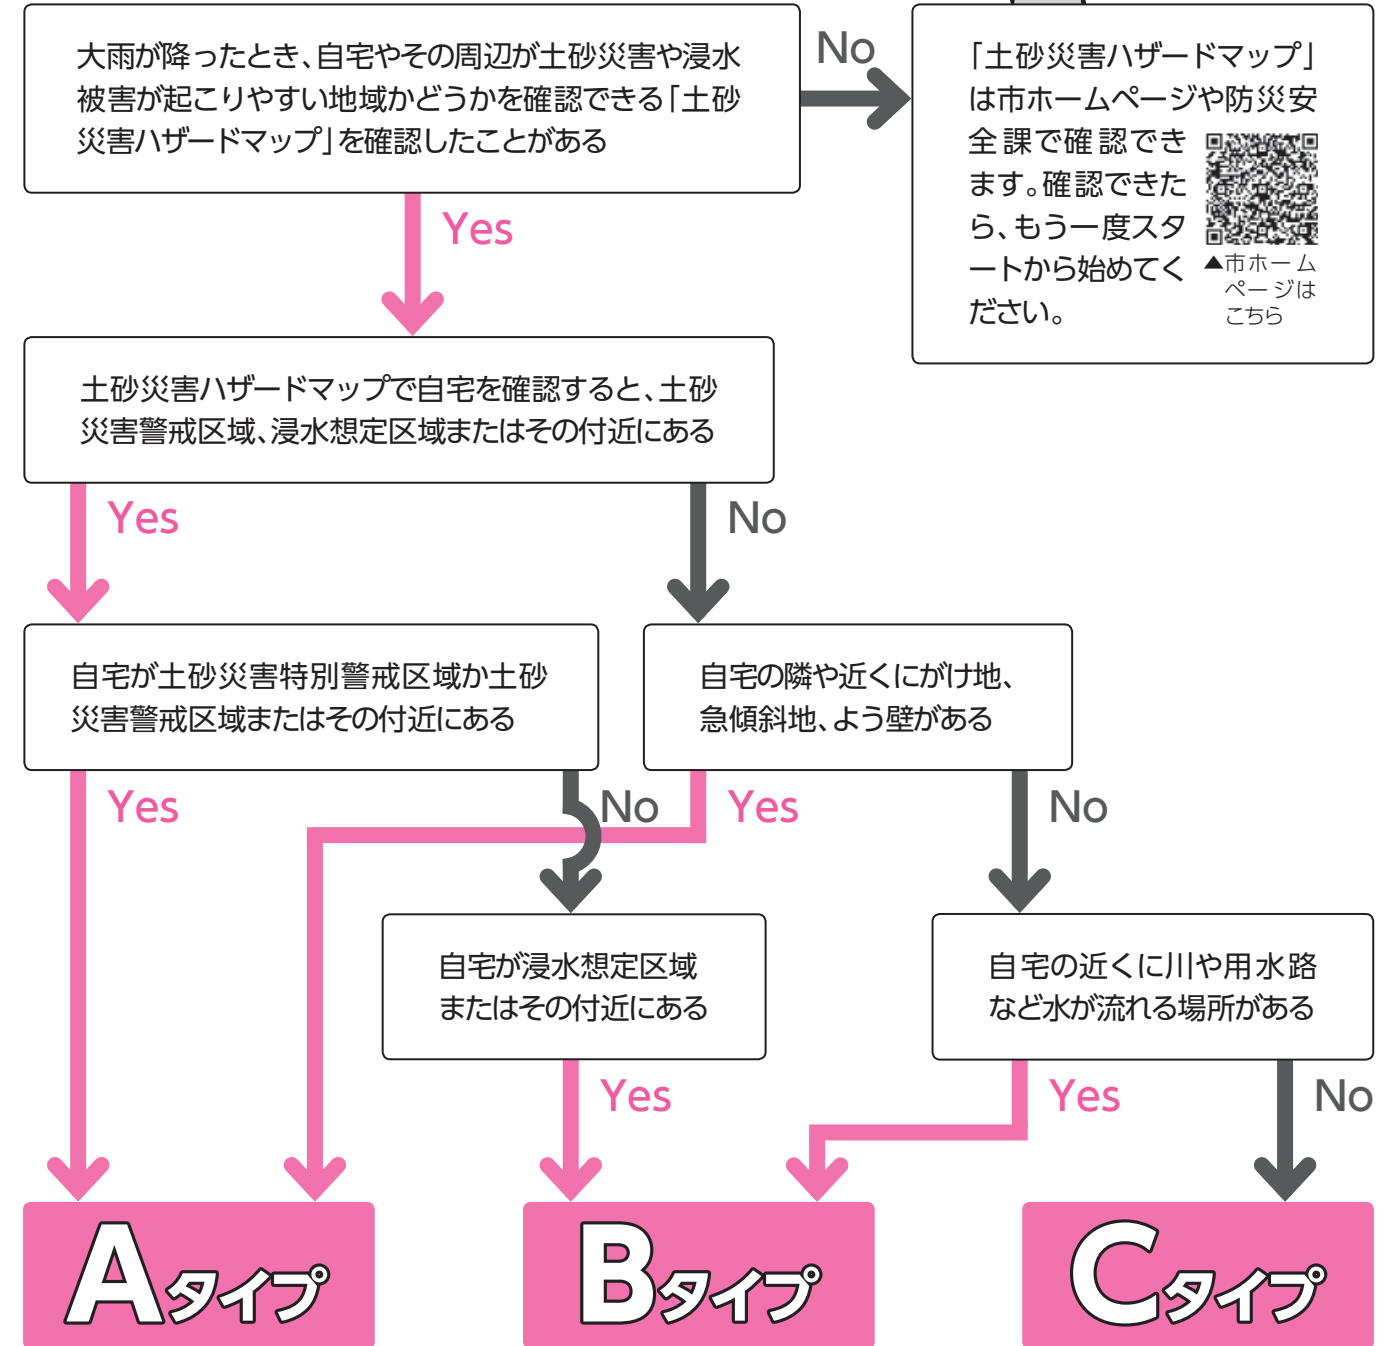 大雨が降ったとき、自宅やその周辺が土砂災害や浸水
被害が起こりやすい地域かどうかを確認できる「土砂
災害ハザードマップ」を確認したことがある
No
「土砂災害ハザードマップ」
は市ホームページや防災安
全課で確認でき
ます。確認できた
ら、もう一度スタ
ートから始めてく
ださい。
▲市ホーム
ページは
こちら
Yes
土砂災害ハザードマップで自宅を確認すると、土砂
災害警戒区域、浸水想定区域またはその付近にある
Yes
No
自宅が土砂災害特別警戒区域か土砂
災害警戒区域またはその付近にある
自宅の隣や近くにがけ地、
急傾斜地、よう壁がある
Yes
No
Yes
No
自宅が浸水想定区域
またはその付近にある
自宅の近くに川や用水路
など水が流れる場所がある
Yes
Yes
No
Aタイプ
Bタイプ
Cタイプ